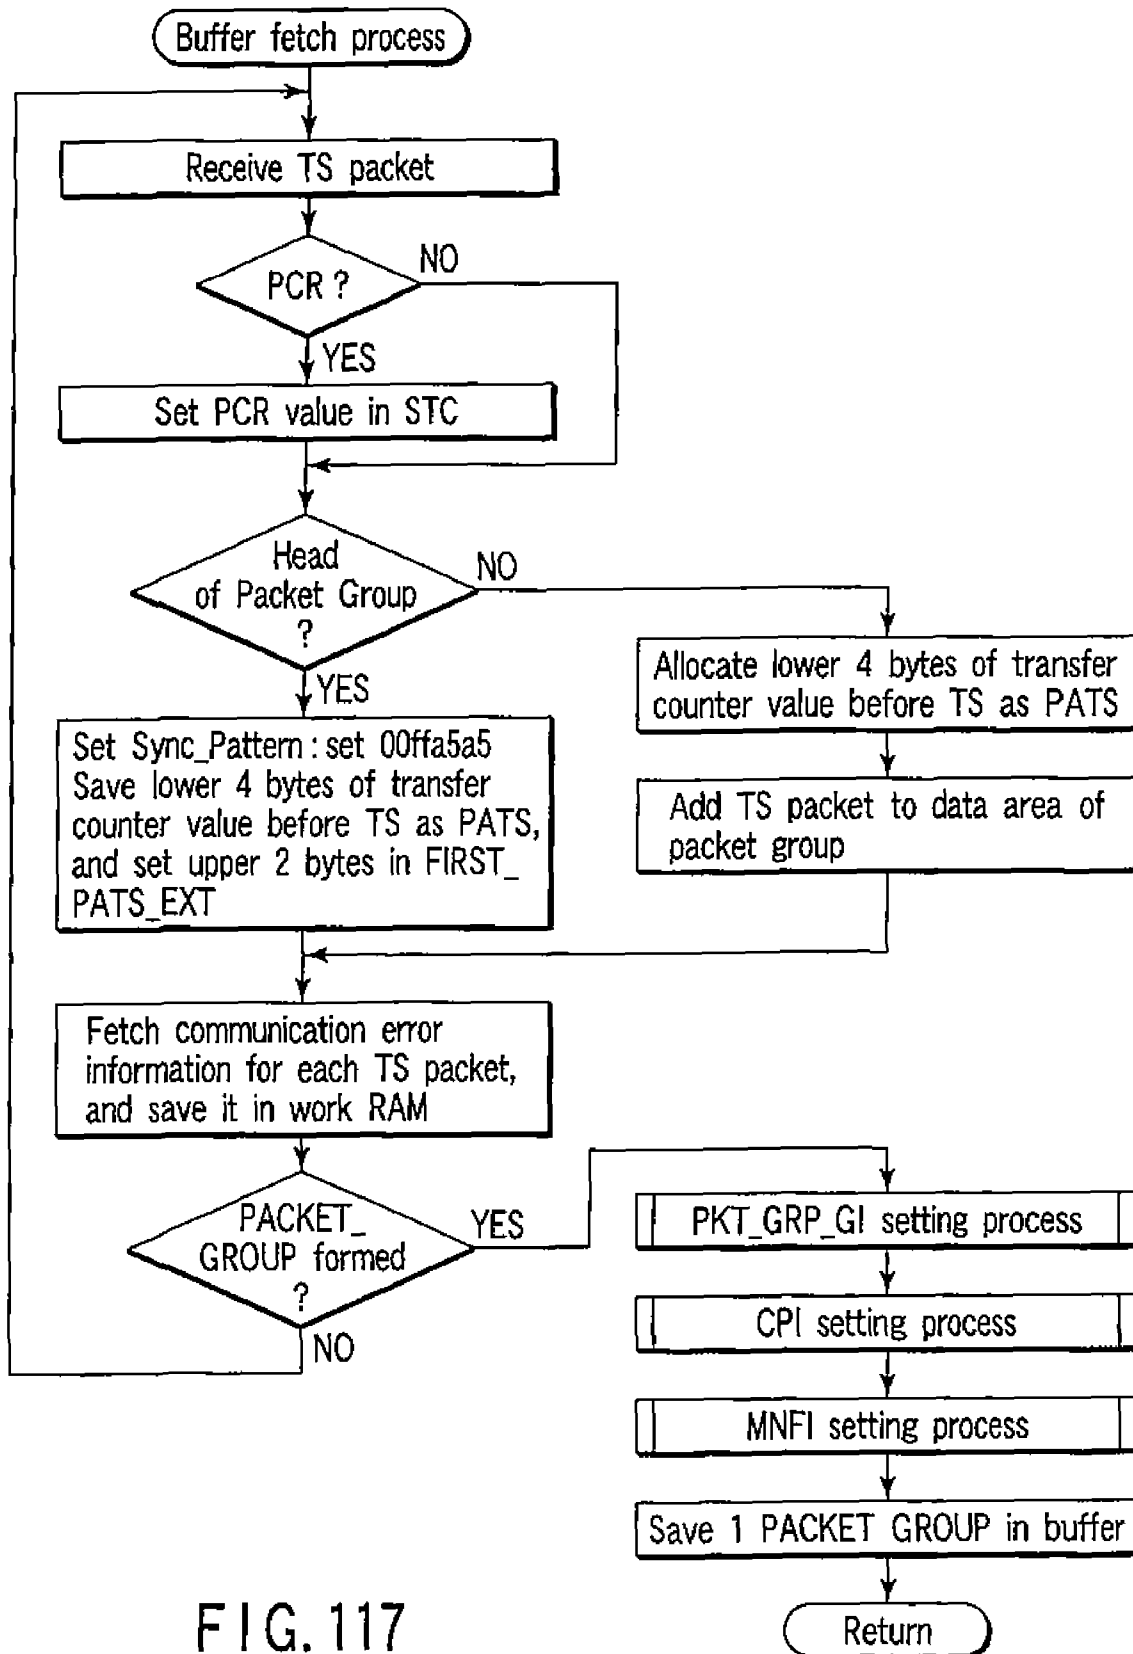 Buffer fetch process
Receive TS packet
PCR ?
NO
YES
Set PCR value in STC
Head
of Packet Group
?
NO
YES
Allocate lower 4 bytes of transfer
counter value before TS as PATS
Set Sync_Pattern : set 00ffa5a5
Save lower 4 bytes of transfer
counter value before TS as PATS,
and set upper 2 bytes in FIRST_
PATS_EXT
Add TS packet to data area of
packet group
Fetch communication error
information for each TS packet,
and save it in work RAM
PACKET_
GROUP formed
?
YES
NO
PKT_GRP_GI setting process
CPI setting process
MNFI setting process
Save 1 PACKET GROUP in buffer
Return
FIG. 117